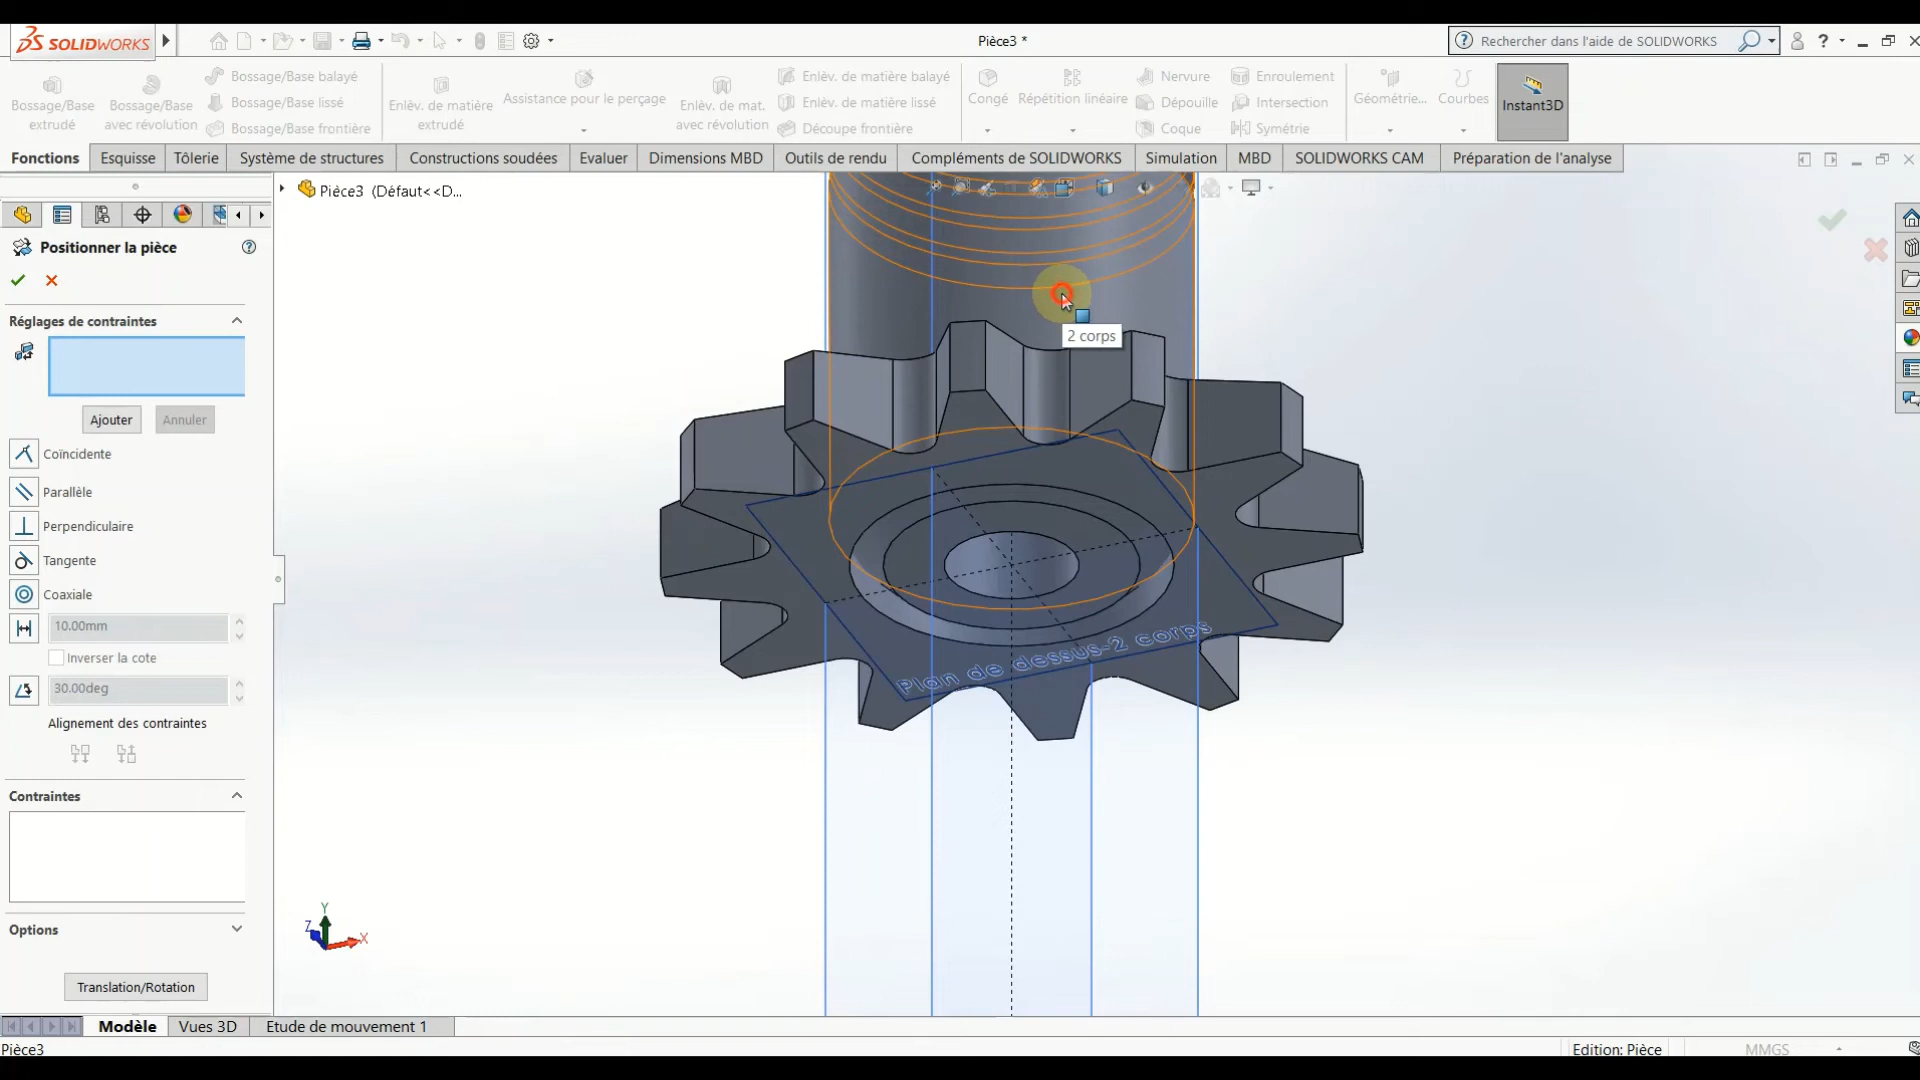 SOLIDWORKS
Pièce3 *
Rechercher dans l'aide de SOLIDWORKS
?
Bossage/Base extrudé
Bossage/Base avec révolution
Bossage/Base balayé
Bossage/Base lissé
Bossage/Base frontière
Enlèv. de matière extrudé
Assistance pour le perçage
Enlèv. de mat. avec révolution
Enlèv. de matière balayé
Enlèv. de matière lissé
Découpe frontière
Congé
Répétition linéaire
Nervure
Dépouille
Coque
Enroulement
Intersection
Symétrie
Géométrie...
Courbes
Instant3D
Fonctions
Esquisse
Tôlerie
Système de structures
Constructions soudées
Evaluer
Dimensions MBD
Outils de rendu
Compléments de SOLIDWORKS
Simulation
MBD
SOLIDWORKS CAM
Préparation de l'analyse
Pièce3 (Défaut<<D...
Positionner la pièce
Réglages de contraintes
Ajouter
Annuler
Coïncidente
Parallèle
Perpendiculaire
Tangente
Coaxiale
10.00mm
Inverser la cote
30.00deg
Alignement des contraintes
Contraintes
Options
Translation/Rotation
2 corps
Plan de dessus-2 corps
Y
Z
X
Modèle
Vues 3D
Etude de mouvement 1
Pièce3
Edition: Pièce
MMGS